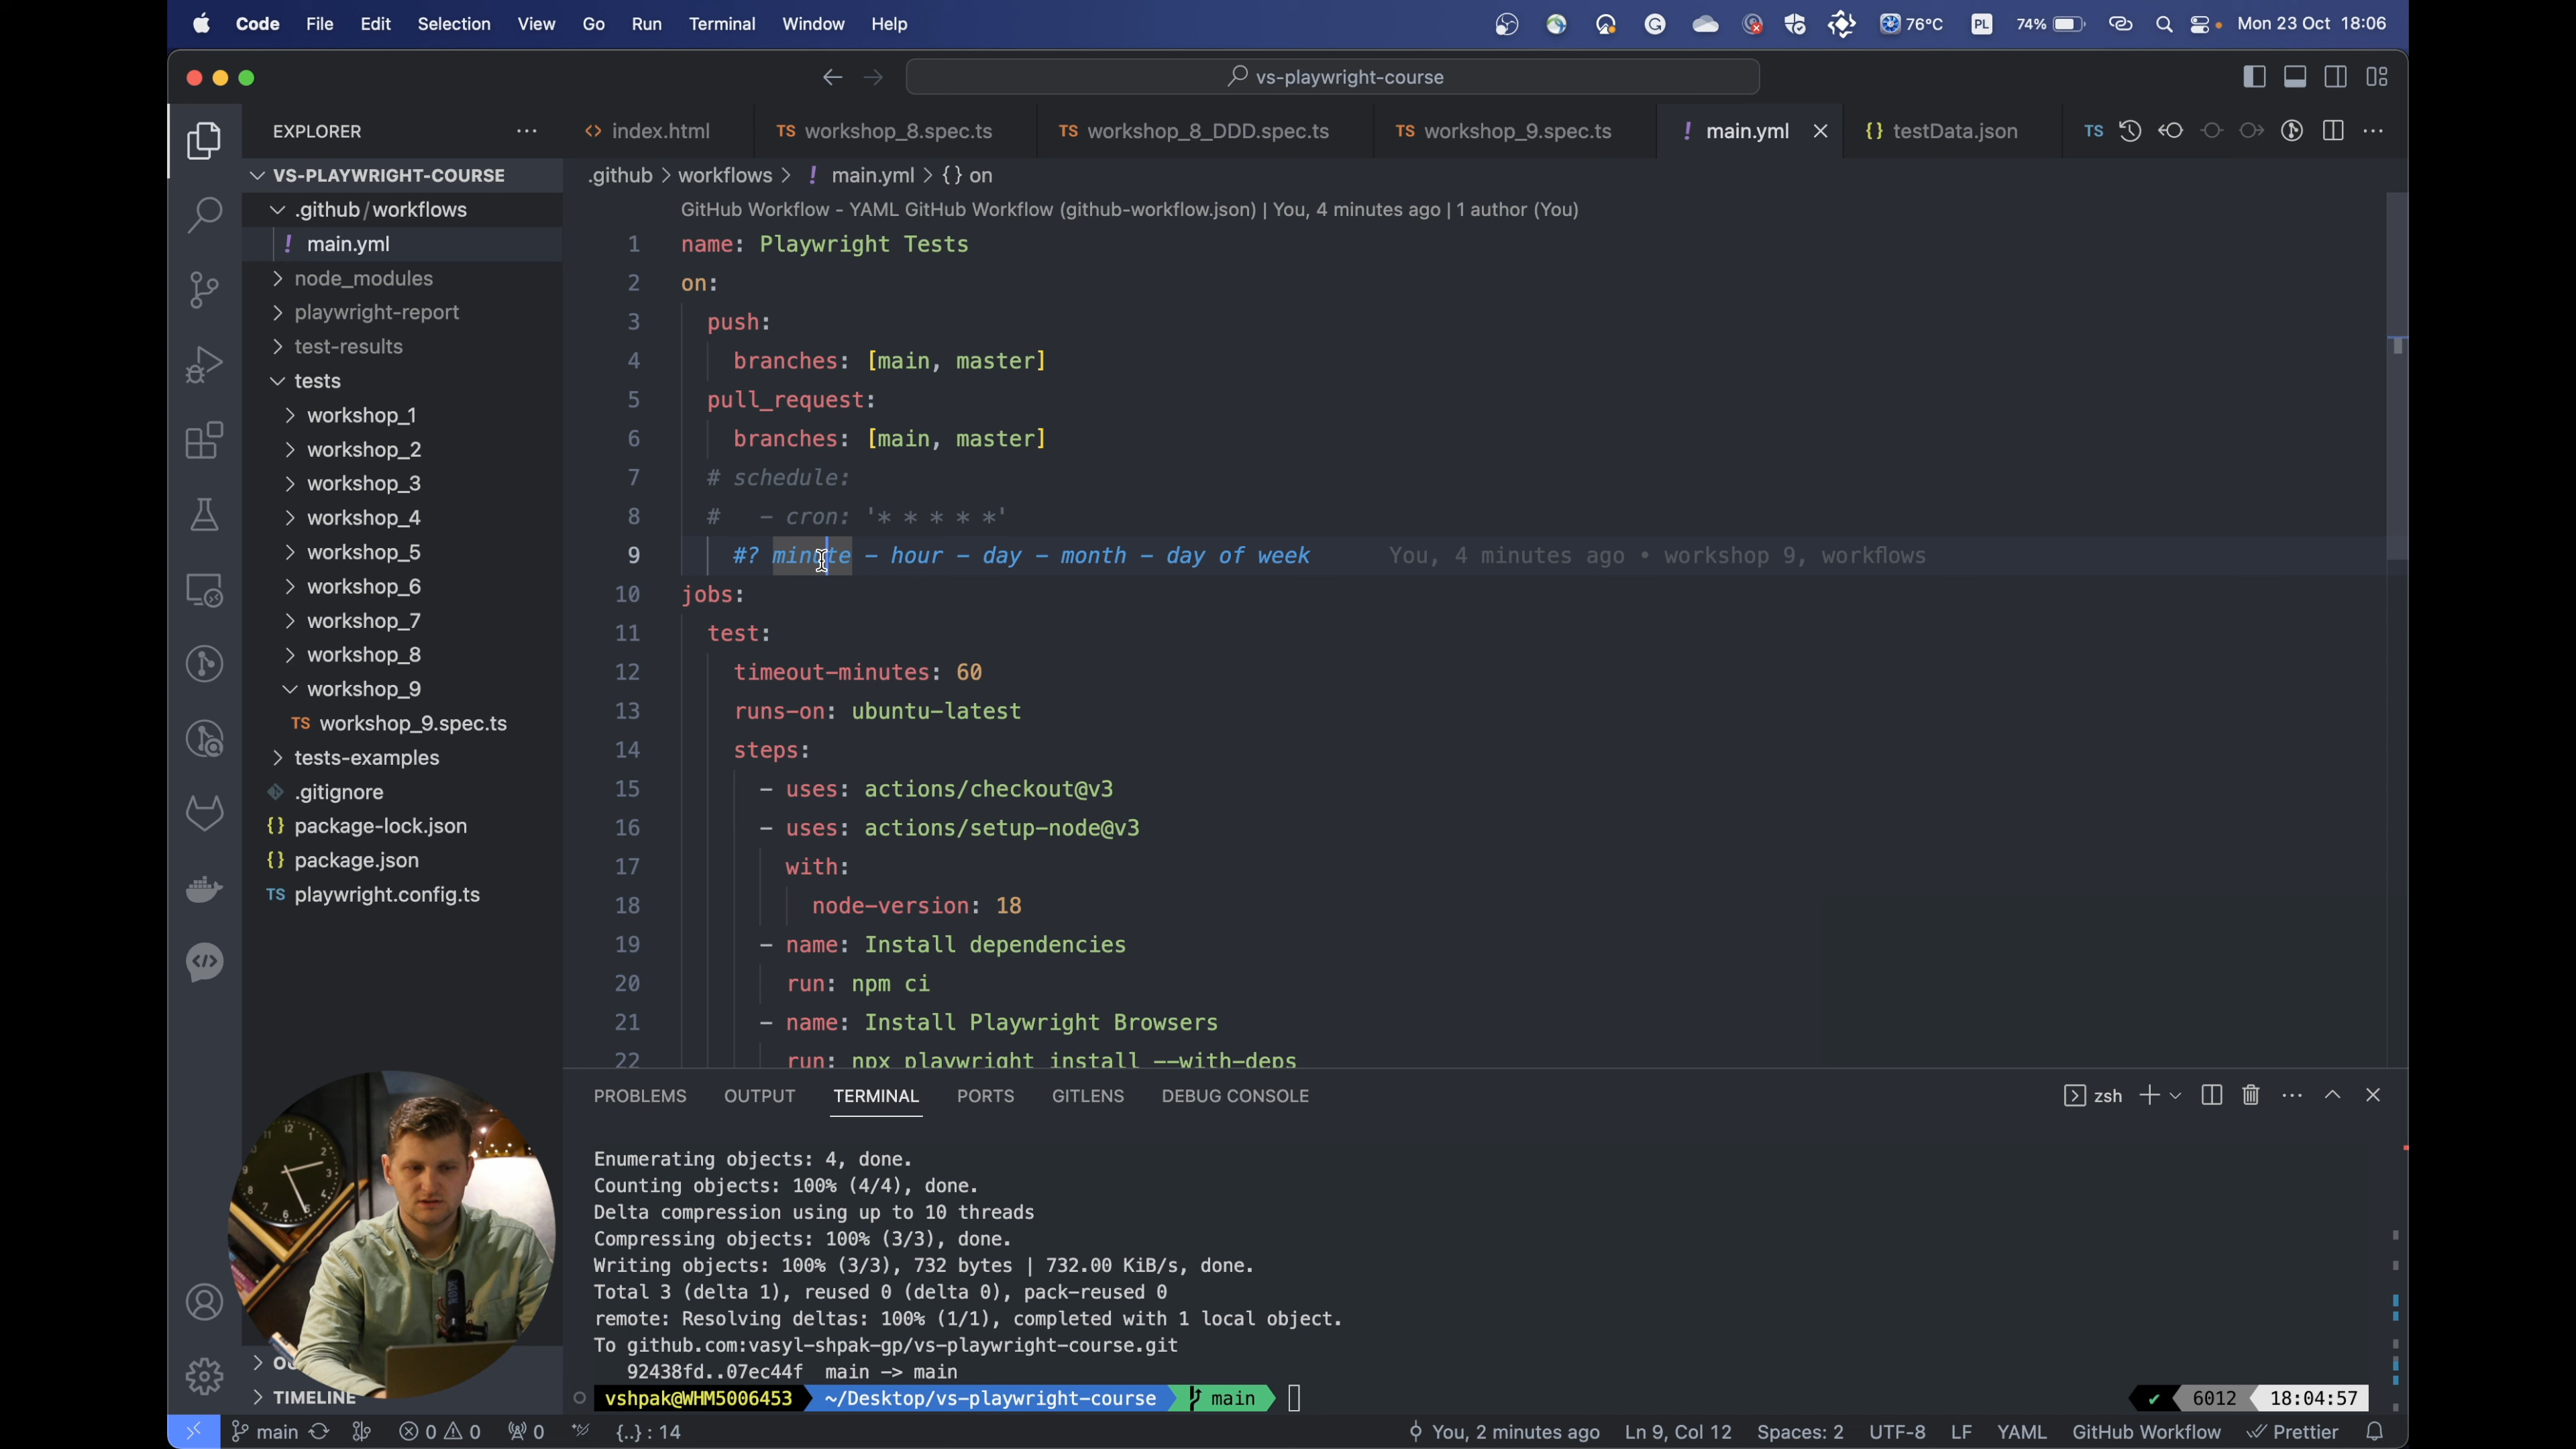 Code File Edit Selection View Go Run Terminal Window Help
76°C PL 74% Mon 23 Oct 18:06
vs-playwright-course
EXPLORER
index.html
TS workshop_8.spec.ts
TS workshop_8_DDD.spec.ts
TS workshop_9.spec.ts
! main.yml
{} testData.json
TS
VS-PLAYWRIGHT-COURSE
.github/workflows
! main.yml
node_modules
playwright-report
test-results
tests
workshop_1
workshop_2
workshop_3
workshop_4
workshop_5
workshop_6
workshop_7
workshop_8
workshop_9
TS workshop_9.spec.ts
tests-examples
.gitignore
{} package-lock.json
{} package.json
TS playwright.config.ts
TIMELINE
.github > workflows > ! main.yml > {} on
GitHub Workflow - YAML GitHub Workflow (github-workflow.json) | You, 4 minutes ago | 1 author (You)
1 name: Playwright Tests
2 on:
3 push:
4 branches: [main, master]
5 pull_request:
6 branches: [main, master]
7 # schedule:
8 #   - cron: '* * * * *'
9 #? minute - hour - day - month - day of week You, 4 minutes ago • workshop 9, workflows
10 jobs:
11 test:
12 timeout-minutes: 60
13 runs-on: ubuntu-latest
14 steps:
15 - uses: actions/checkout@v3
16 - uses: actions/setup-node@v3
17 with:
18 node-version: 18
19 - name: Install dependencies
20 run: npm ci
21 - name: Install Playwright Browsers
22 run: npx playwright install --with-deps
PROBLEMS OUTPUT TERMINAL PORTS GITLENS DEBUG CONSOLE
zsh
Enumerating objects: 4, done.
Counting objects: 100% (4/4), done.
Delta compression using up to 10 threads
Compressing objects: 100% (3/3), done.
Writing objects: 100% (3/3), 732 bytes | 732.00 KiB/s, done.
Total 3 (delta 1), reused 0 (delta 0), pack-reused 0
remote: Resolving deltas: 100% (1/1), completed with 1 local object.
To github.com:vasyl-shpak-gp/vs-playwright-course.git
92438fd..07ec44f  main -> main
vshpak@WHM5006453 ~/Desktop/vs-playwright-course main
6012 18:04:57
main 0 0 0 {..} : 14
You, 2 minutes ago Ln 9, Col 12 Spaces: 2 UTF-8 LF YAML GitHub Workflow Prettier